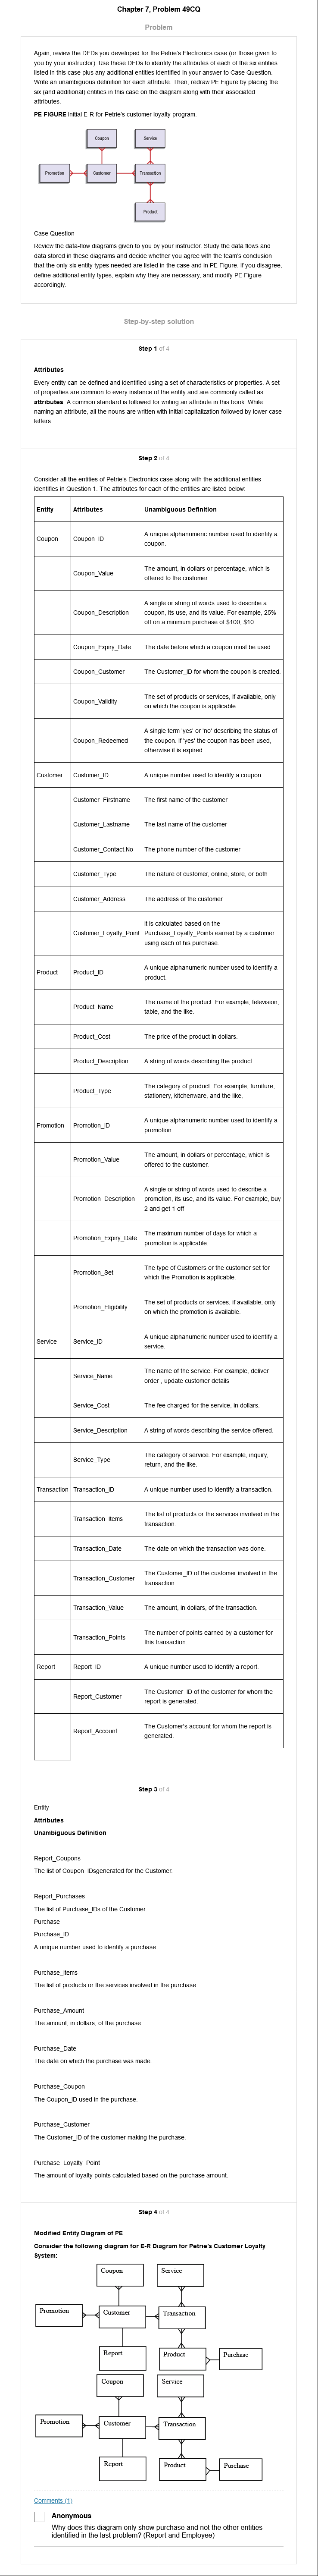 Chapter 7, Problem 49CQ
Problem
Again, review the DFDs you developed for the Petrie's Electronics case (or those given to
you by your instructor). Use these DFDs to identify the attributes of each of the six entities
listed in this case plus any additional entities identified in your answer to Case Question.
Write an unambiguous definition for each attribute. Then, redraw PE Figure by placing the
six (and additional) entities in this case on the diagram along with their associated
attributes.
PE FIGURE Initial E-R for Petrie's customer loyalty program.
Coupon
Service
Promotion
Customer
Transaction
Product
Case Question
Review the data-flow diagrams given to you by your instructor. Study the data flows and
data stored in these diagrams and decide whether you agree with the team's conclusion
that the only six entity types needed are listed in the case and in PE Figure. If you disagree,
define additional entity types, explain why they are necessary, and modify PE Figure
accordingly.
Step-by-step solution
Step 1 of 4
Attributes
Every entity can be defined and identified using a set of characteristics or properties. A set
of properties are common to every instance of the entity and are commonly called as
attributes. A common standard is followed for writing an attribute in this book. While
naming an attribute, all the nouns are written with initial capitalization followed by lower case
letters.
Step 2 of 4
Consider all the entities of Petrie's Electronics case along with the additional entities
identifies in Question 1. The attributes for each of the entities are listed below:
Entity Attributes Unambiguous Definition
Coupon Coupon_ID A unique alphanumeric number used to identify a
coupon.
Coupon_Value The amount, in dollars or percentage, which is
offered to the customer.
Coupon_Description A single or string of words used to describe a
coupon, its use, and its value. For example, 25%
off on a minimum purchase of $100, $10
Coupon_Expiry_Date The date before which a coupon must be used.
Coupon_Customer The Customer_ID for whom the coupon is created.
Coupon_Validity The set of products or services, if available, only
on which the coupon is applicable.
Coupon_Redeemed A single term 'yes' or 'no' describing the status of
the coupon. If 'yes' the coupon has been used,
otherwise it is expired.
Customer Customer_ID A unique number used to identify a coupon.
Customer_Firstname The first name of the customer
Customer_Lastname The last name of the customer
Customer_Contact No The phone number of the customer
Customer_Type The nature of customer, online, store, or both
Customer_Address The address of the customer
Customer_Loyalty_Point It is calculated based on the
Purchase_Loyalty_Points earned by a customer
using each of his purchase.
Product Product_ID A unique alphanumeric number used to identify a
product.
Product_Name The name of the product. For example, television,
table, and the like.
Product_Cost The price of the product in dollars.
Product_Description A string of words describing the product.
Product_Type The category of product. For example, furniture,
stationery, kitchenware, and the like,
Promotion Promotion_ID A unique alphanumeric number used to identify a
promotion.
Promotion_Value The amount, in dollars or percentage, which is
offered to the customer.
Promotion_Description A single or string of words used to describe a
promotion, its use, and its value. For example, buy
2 and get 1 off
Promotion_Expiry_Date The maximum number of days for which a
promotion is applicable.
Promotion_Set The type of Customers or the customer set for
which the Promotion is applicable.
Promotion_Eligibility The set of products or services, if available, only
on which the promotion is available.
Service Service_ID A unique alphanumeric number used to identify a
service.
Service_Name The name of the service. For example, deliver
order , update customer details
Service_Cost The fee charged for the service, in dollars.
Service_Description A string of words describing the service offered.
Service_Type The category of service. For example, inquiry,
return, and the like.
Transaction Transaction_ID A unique number used to identify a transaction.
Transaction_Items The list of products or the services involved in the
transaction.
Transaction_Date The date on which the transaction was done.
Transaction_Customer The Customer_ID of the customer involved in the
transaction.
Transaction_Value The amount, in dollars, of the transaction.
Transaction_Points The number of points earned by a customer for
this transaction.
Report Report_ID A unique number used to identify a report.
Report_Customer The Customer_ID of the customer for whom the
report is generated.
Report_Account The Customer's account for whom the report is
generated.
Step 3 of 4
Entity
Attributes
Unambiguous Definition
Report_Coupons
The list of Coupon_IDsgenerated for the Customer.
Report_Purchases
The list of Purchase_IDs of the Customer.
Purchase
Purchase_ID
A unique number used to identify a purchase.
Purchase_Items
The list of products or the services involved in the purchase.
Purchase_Amount
The amount, in dollars, of the purchase.
Purchase_Date
The date on which the purchase was made.
Purchase_Coupon
The Coupon_ID used in the purchase.
Purchase_Customer
The Customer_ID of the customer making the purchase.
Purchase_Loyalty_Point
The amount of loyalty points calculated based on the purchase amount.
Step 4 of 4
Modified Entity Diagram of PE
Consider the following diagram for E-R Diagram for Petrie's Customer Loyalty
System:
Coupon
Service
Promotion
Customer
Transaction
Report
Product
Purchase
Coupon
Service
Promotion
Customer
Transaction
Report
Product
Purchase
Comments (1)
Anonymous
Why does this diagram only show purchase and not the other entities
identified in the last problem? (Report and Employee)